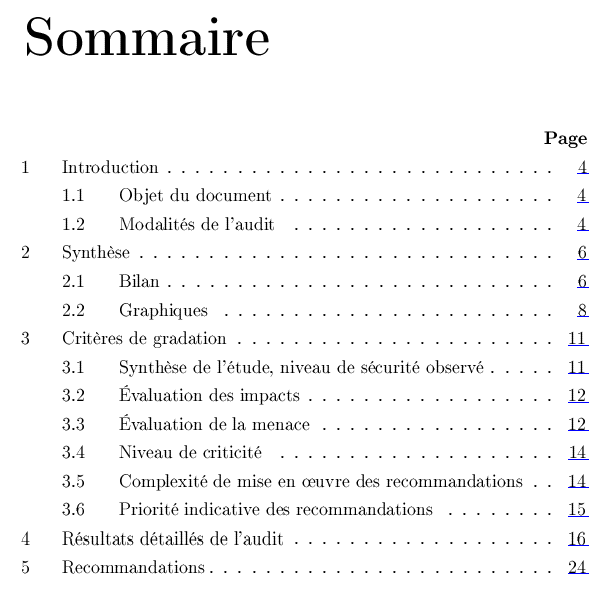 Sommaire
Page
1 Introduction . . . . . . . . . . . . . . . . . . . . . . . . . . . . 4
1.1 Objet du document . . . . . . . . . . . . . . . . . . . . 4
1.2 Modalités de l'audit . . . . . . . . . . . . . . . . . . . 4
2 Synthèse . . . . . . . . . . . . . . . . . . . . . . . . . . . . . . 6
2.1 Bilan . . . . . . . . . . . . . . . . . . . . . . . . . . . . 6
2.2 Graphiques . . . . . . . . . . . . . . . . . . . . . . . . 8
3 Critères de gradation . . . . . . . . . . . . . . . . . . . . . . . 11
3.1 Synthèse de l'étude, niveau de sécurité observé . . . . . 11
3.2 Évaluation des impacts . . . . . . . . . . . . . . . . . . 12
3.3 Évaluation de la menace . . . . . . . . . . . . . . . . . 12
3.4 Niveau de criticité . . . . . . . . . . . . . . . . . . . . 14
3.5 Complexité de mise en œuvre des recommandations . . 14
3.6 Priorité indicative des recommandations . . . . . . . . 15
4 Résultats détaillés de l'audit . . . . . . . . . . . . . . . . . . . 16
5 Recommandations . . . . . . . . . . . . . . . . . . . . . . . . . 24